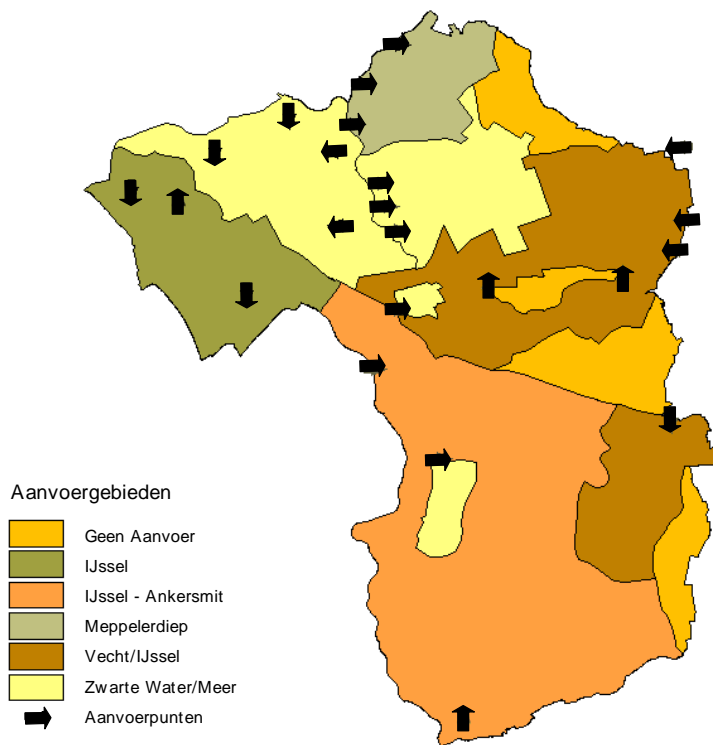 Aanvoergebieden
Geen Aanvoer
IJssel
IJssel - Ankersmit
Meppelerdiep
Vecht/IJssel
Zwarte Water/Meer
Aanvoerpunten